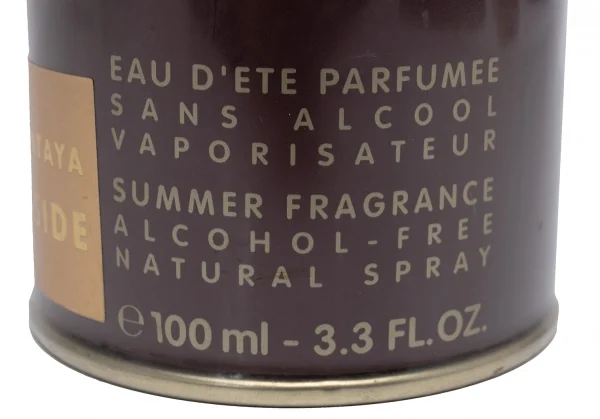 EAU D'ETE PARFUMEE
SANS ALCOOL
VAPORISATEUR
SUMMER FRAGRANCE
ALCOHOL-FREE
NATURAL SPRAY
℮ 100 ml - 3.3 FL. OZ.